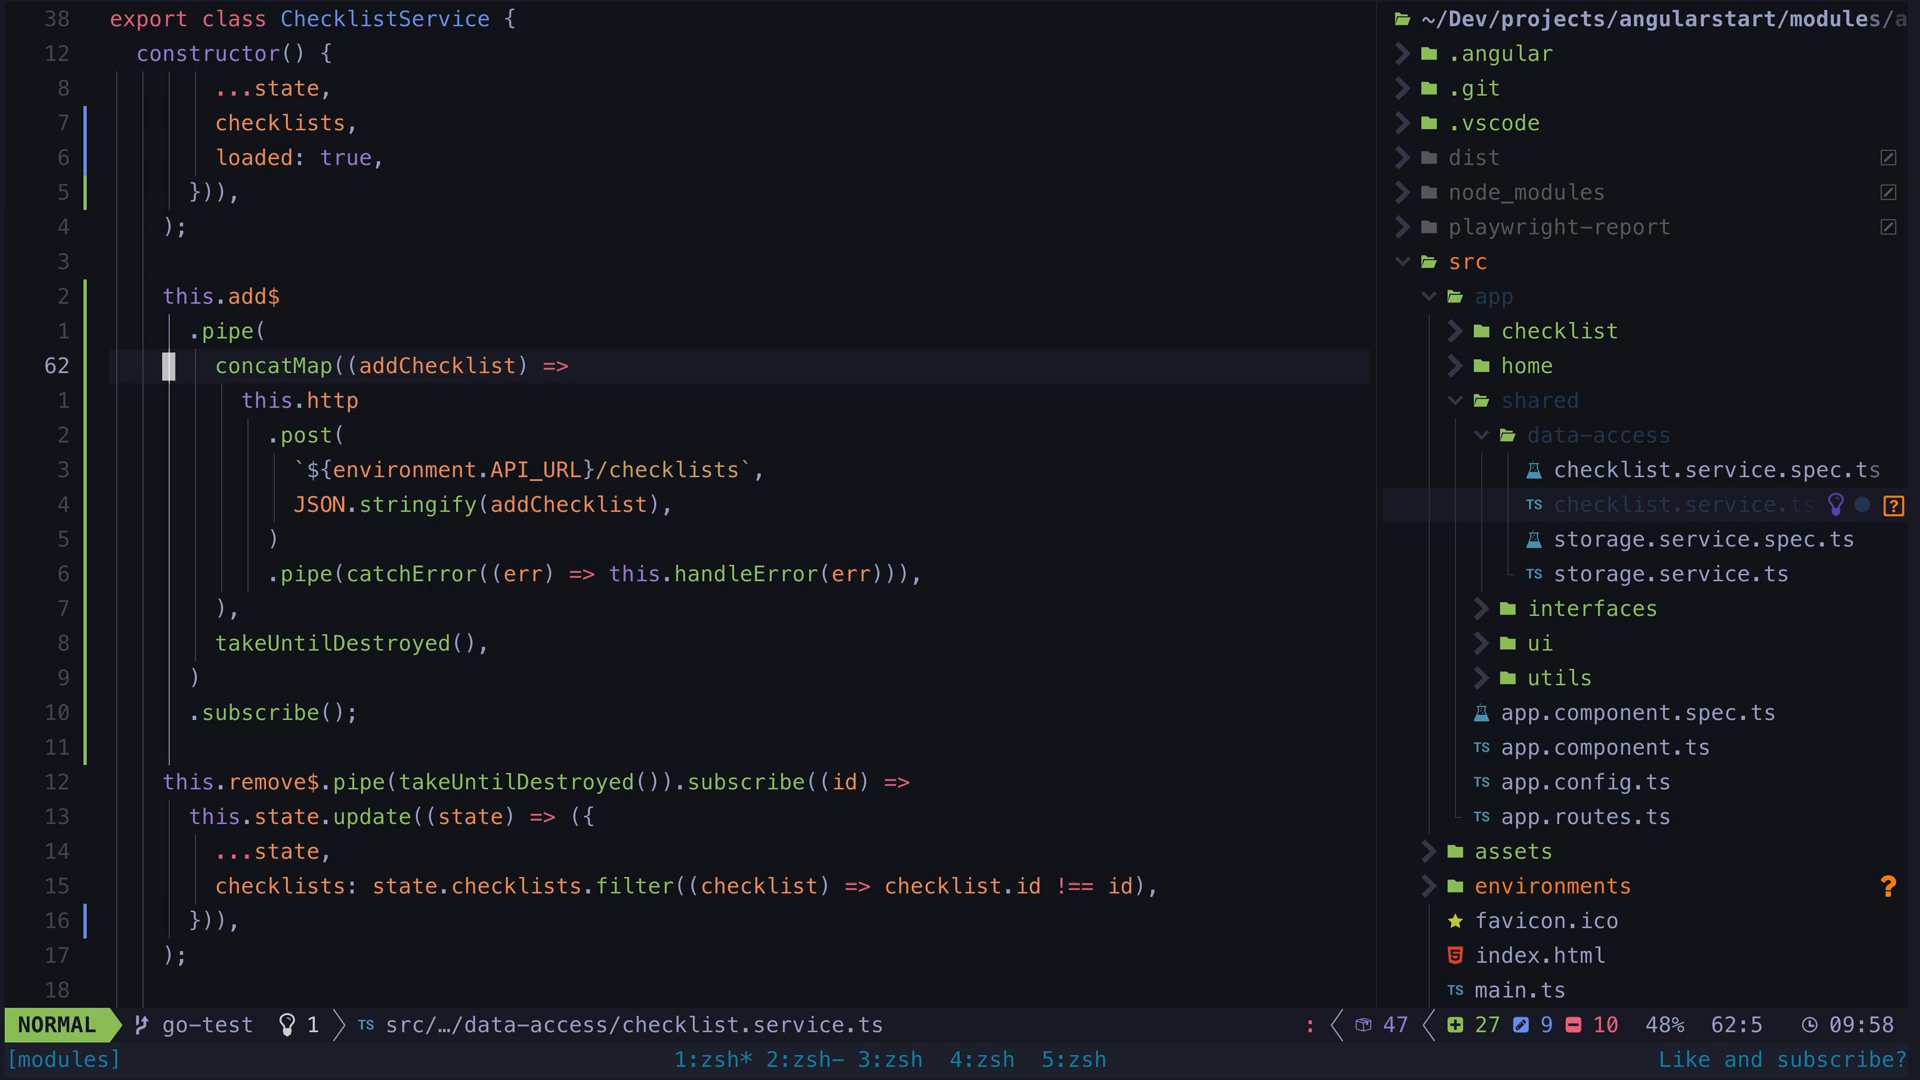 38 export class ChecklistService {
12 constructor() {
8 ...state,
7 checklists,
6 loaded: true,
5 })),
4 );
3
2 this.add$
1 .pipe(
62 concatMap((addChecklist) =>
1 this.http
2 .post(
3 `${environment.API_URL}/checklists`,
4 JSON.stringify(addChecklist),
5 )
6 .pipe(catchError((err) => this.handleError(err))),
7 ),
8 takeUntilDestroyed(),
9 )
10 .subscribe();
11
12 this.remove$.pipe(takeUntilDestroyed()).subscribe((id) =>
13 this.state.update((state) => ({
14 ...state,
15 checklists: state.checklists.filter((checklist) => checklist.id !== id),
16 })),
17 );
18
~/Dev/projects/angularstart/modules/a
.angular
.git
.vscode
dist
node_modules
playwright-report
src
app
checklist
home
shared
data-access
checklist.service.spec.ts
TS checklist.service.ts ?
storage.service.spec.ts
TS storage.service.ts
interfaces
ui
utils
app.component.spec.ts
TS app.component.ts
TS app.config.ts
TS app.routes.ts
assets
environments ?
favicon.ico
index.html
TS main.ts
NORMAL go-test 1 TS src/…/data-access/checklist.service.ts : 47 27 9 10 48% 62:5 09:58
[modules] 1:zsh* 2:zsh- 3:zsh 4:zsh 5:zsh Like and subscribe?